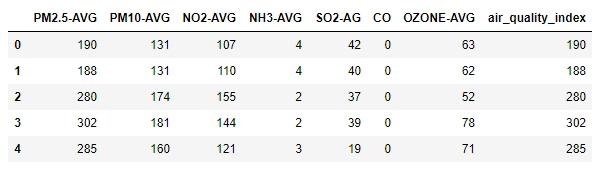 PM2.5-AVG PM10-AVG NO2-AVG NH3-AVG SO2-AG CO OZONE-AVG air_quality_index
0 190 131 107 4 42 0 63 190
1 188 131 110 4 40 0 62 188
2 280 174 155 2 37 0 52 280
3 302 181 144 2 39 0 78 302
4 285 160 121 3 19 0 71 285